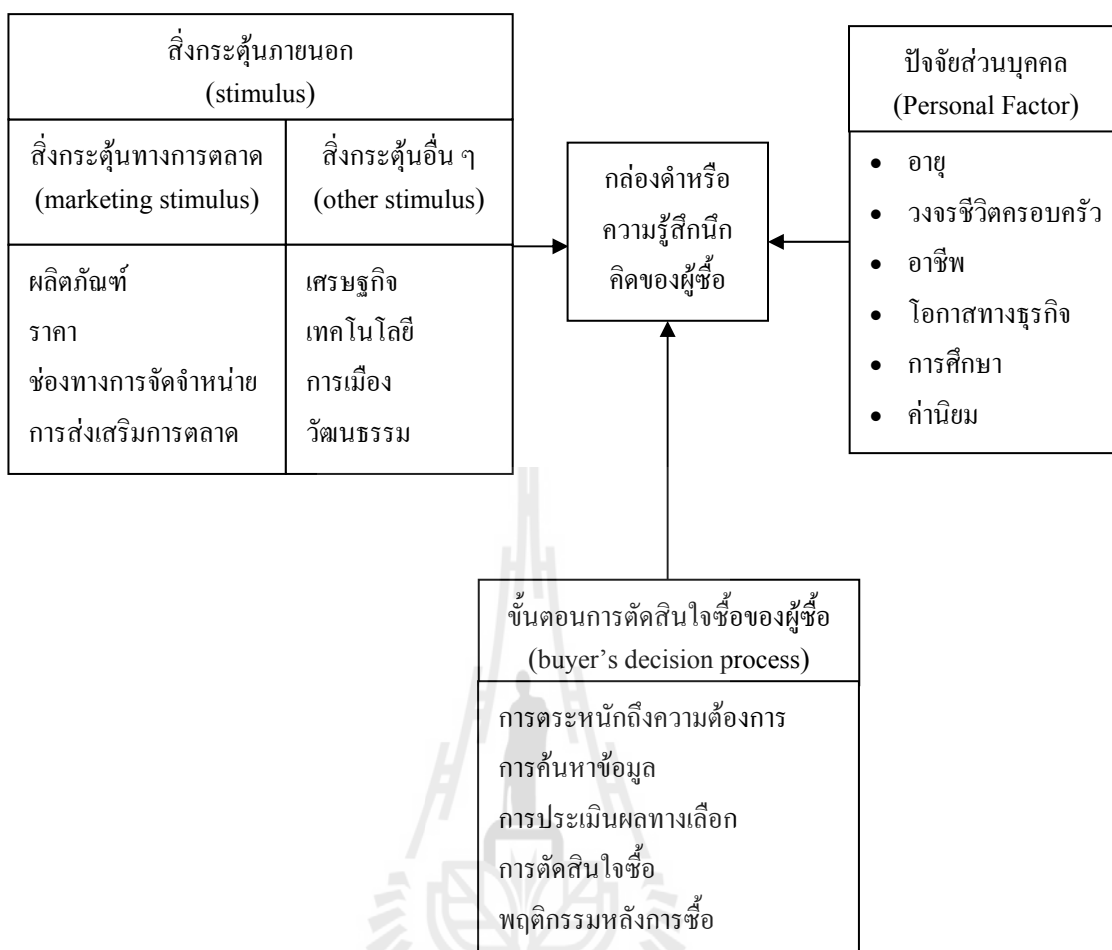 สิ่งกระตุ้นภายนอก
(stimulus)
สิ่งกระตุ้นทางการตลาด
(marketing stimulus)
สิ่งกระตุ้นอื่น ๆ
(other stimulus)
ผลิตภัณฑ์
ราคา
ช่องทางการจัดจำหน่าย
การส่งเสริมการตลาด
เศรษฐกิจ
เทคโนโลยี
การเมือง
วัฒนธรรม
กล่องดำหรือ
ความรู้สึกนึก
คิดของผู้ซื้อ
ปัจจัยส่วนบุคคล
(Personal Factor)
• อายุ
• วงจรชีวิตครอบครัว
• อาชีพ
• โอกาสทางธุรกิจ
• การศึกษา
• ค่านิยม
ขั้นตอนการตัดสินใจซื้อของผู้ซื้อ
(buyer’s decision process)
การตระหนักถึงความต้องการ
การค้นหาข้อมูล
การประเมินผลทางเลือก
การตัดสินใจซื้อ
พฤติกรรมหลังการซื้อ